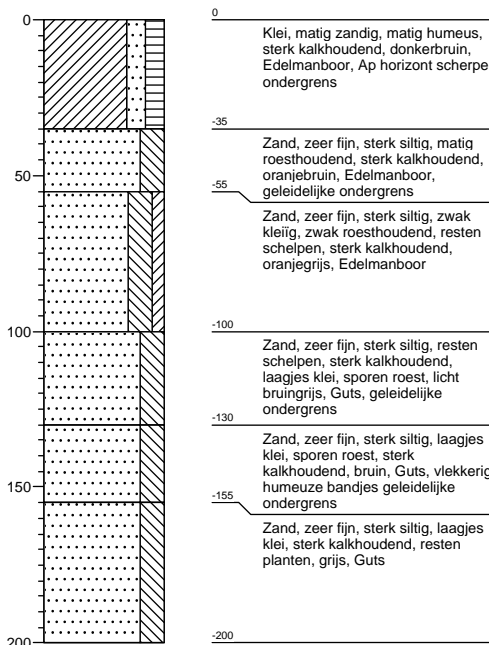 0
0
Klei, matig zandig, matig humeus,
sterk kalkhoudend, donkerbruin,
Edelmanboor, Ap horizont scherpe
ondergrens
-35
Zand, zeer fijn, sterk siltig, matig
roesthoudend, sterk kalkhoudend,
oranjebruin, Edelmanboor,
geleidelijke ondergrens
50
-55
Zand, zeer fijn, sterk siltig, zwak
kleiïg, zwak roesthoudend, resten
schelpen, sterk kalkhoudend,
oranjegrijs, Edelmanboor
100
-100
Zand, zeer fijn, sterk siltig, resten
schelpen, sterk kalkhoudend,
laagjes klei, sporen roest, licht
bruingrijs, Guts, geleidelijke
ondergrens
-130
Zand, zeer fijn, sterk siltig, laagjes
klei, sporen roest, sterk
kalkhoudend, bruin, Guts, vlekkerig
humeuze bandjes geleidelijke
ondergrens
150
-155
Zand, zeer fijn, sterk siltig, laagjes
klei, sterk kalkhoudend, resten
planten, grijs, Guts
200
-200